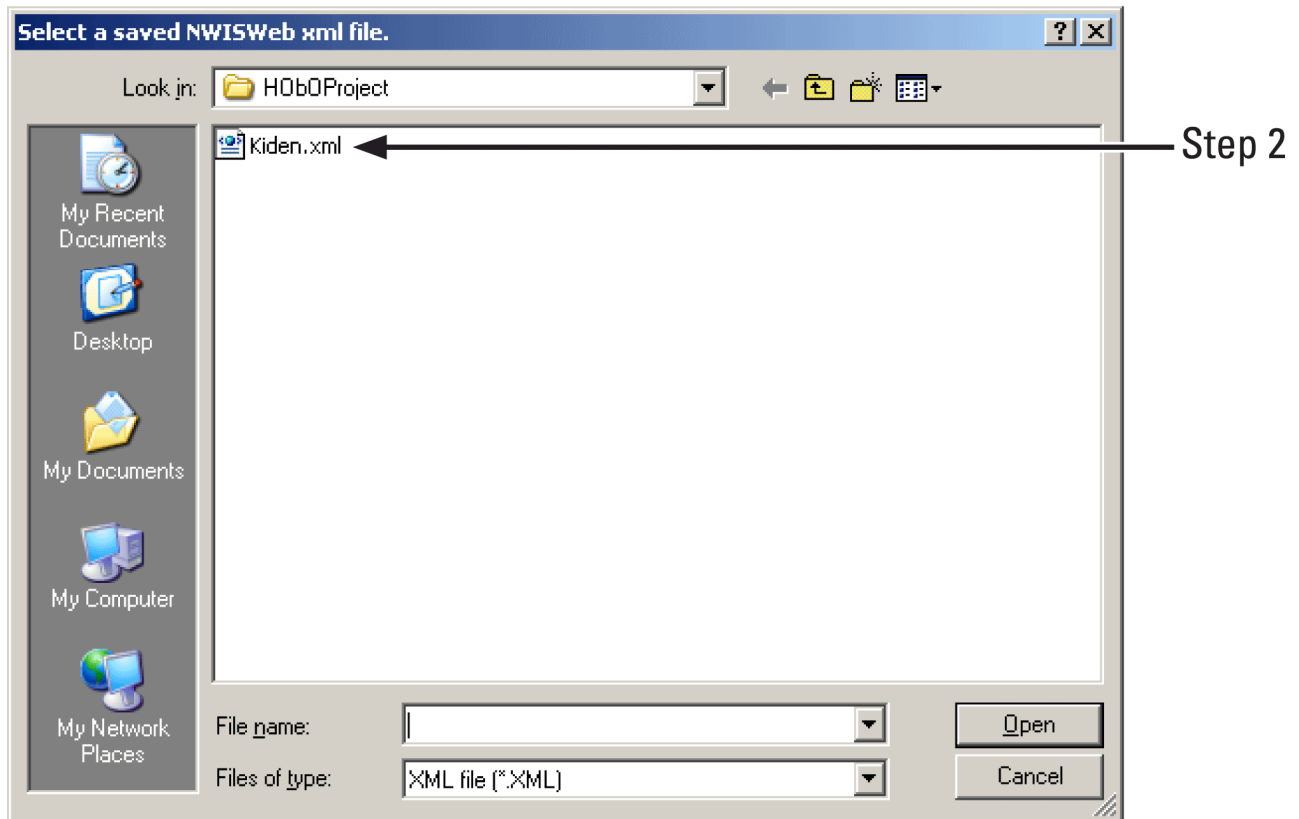 Select a saved NWISWeb xml file.
Look in:
HObOProject
Kiden.xml
Step 2
My Recent
Documents
Desktop
My Documents
My Computer
My Network
Places
File name:
Open
Files of type:
XML file (*.XML)
Cancel